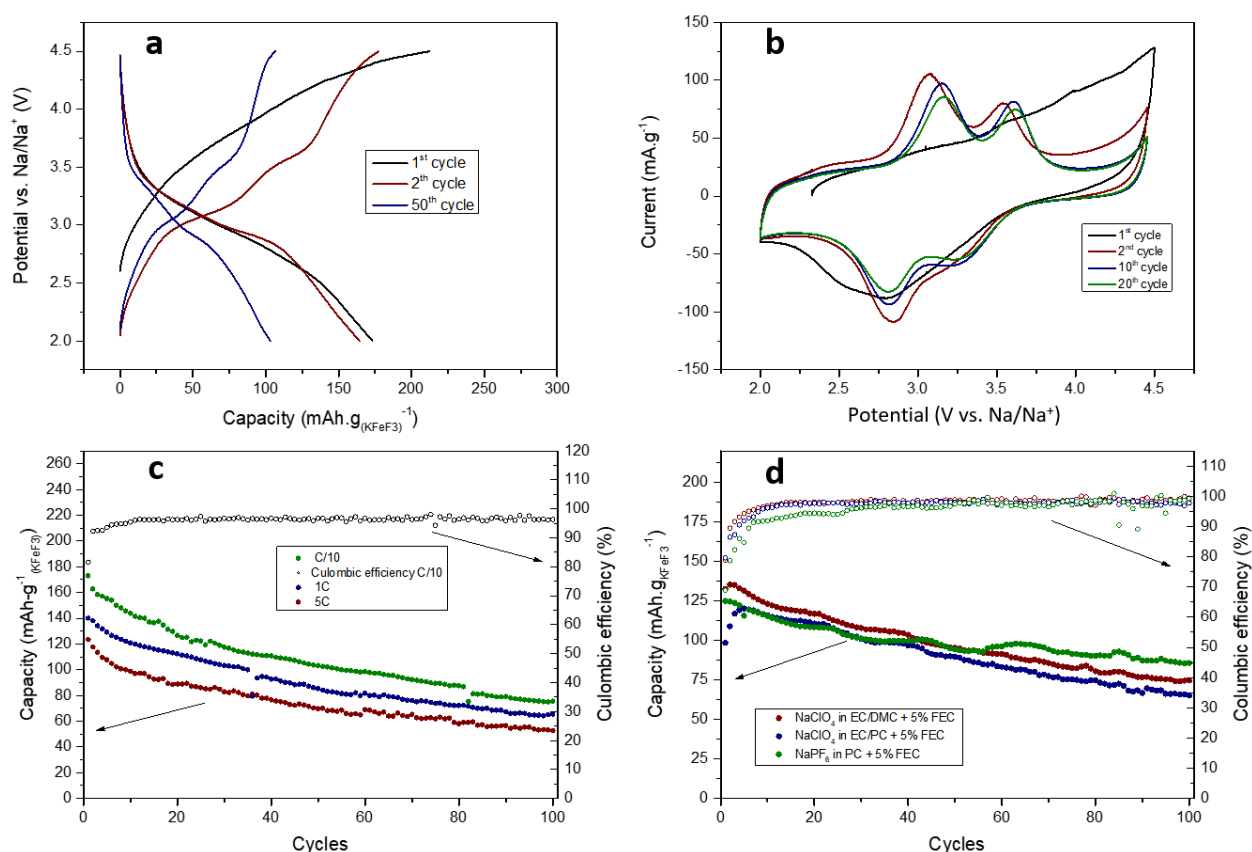 a
Potential vs. Na/Na⁺ (V)
4.5
4.0
3.5
3.0
2.5
2.0
1ˢᵗ cycle
2ᵗʰ cycle
50ᵗʰ cycle
0 50 100 150 200 250 300
Capacity (mAh.g(KFeF3)⁻¹)
b
Current (mA.g⁻¹)
150
100
50
0
-50
-100
-150
1ˢᵗ cycle
2ⁿᵈ cycle
10ᵗʰ cycle
20ᵗʰ cycle
2.0 2.5 3.0 3.5 4.0 4.5
Potential (V vs. Na/Na⁺)
c
Capacity (mAh·g⁻¹(KFeF3))
260
240
220
200
180
160
140
120
100
80
60
40
20
0
C/10
Culombic efficiency C/10
1C
5C
120
110
100
90
80
70
60
50
40
30
20
10
0
Culombic efficiency (%)
0 20 40 60 80 100
Cycles
d
Capacity (mAh.gKFeF3⁻¹)
200
175
150
125
100
75
50
25
0
NaClO₄ in EC/DMC + 5% FEC
NaClO₄ in EC/PC + 5% FEC
NaPF₆ in PC + 5% FEC
110
100
90
80
70
60
50
40
30
20
10
0
Columbic efficiency (%)
0 20 40 60 80 100
Cycles